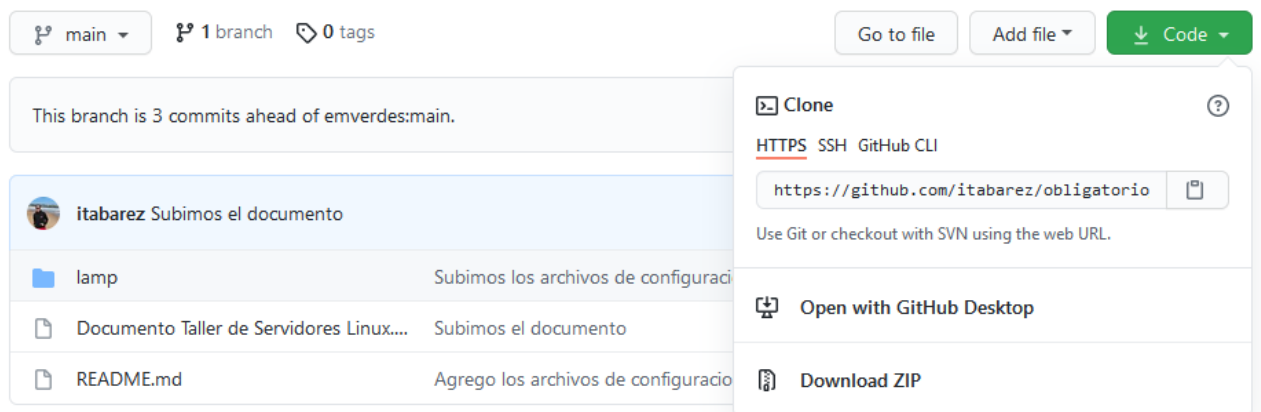 main
1 branch
0 tags
Go to file
Add file
Code
This branch is 3 commits ahead of emverdes:main.
Clone
HTTPS SSH GitHub CLI
https://github.com/itabarez/obligatorio
Use Git or checkout with SVN using the web URL.
Open with GitHub Desktop
Download ZIP
itabarez Subimos el documento
lamp Subimos los archivos de configuraci
Documento Taller de Servidores Linux.... Subimos el documento
README.md Agrego los archivos de configuracio